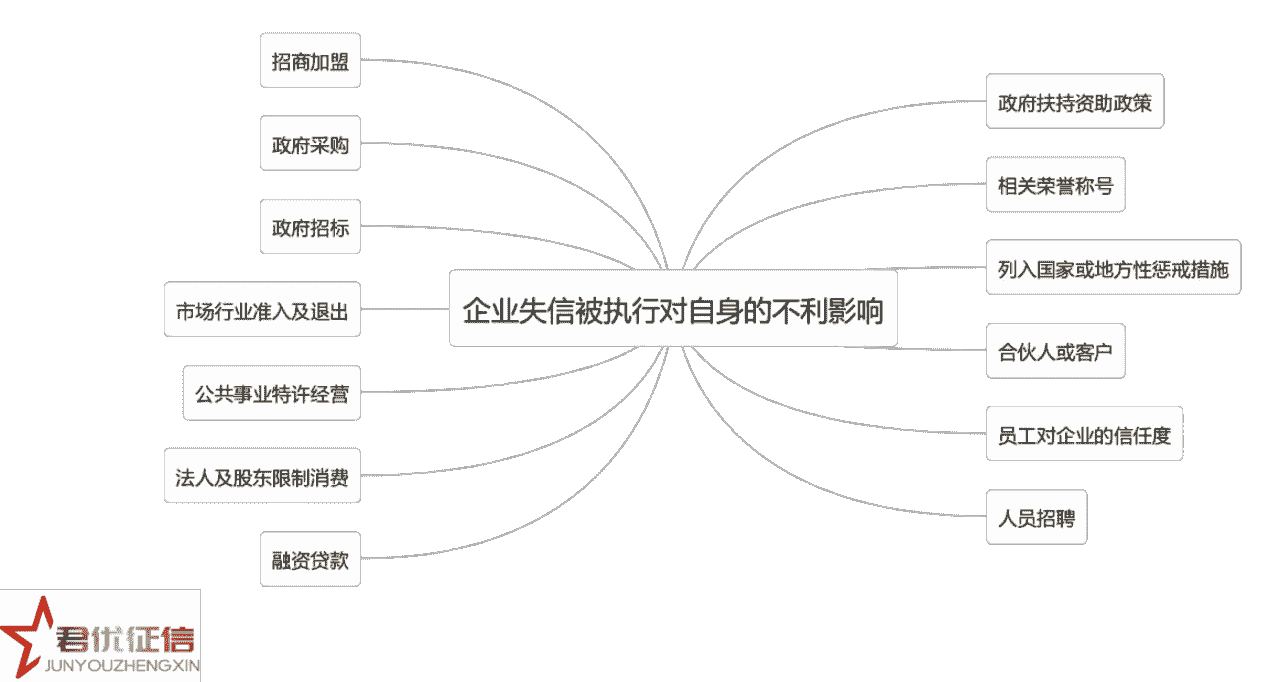 招商加盟
政府采购
政府招标
市场行业准入及退出
公共事业特许经营
法人及股东限制消费
融资贷款
企业失信被执行对自身的不利影响
政府扶持资助政策
相关荣誉称号
列入国家或地方性惩戒措施
合伙人或客户
员工对企业的信任度
人员招聘
君优征信
JUNYOUZHENGXIN